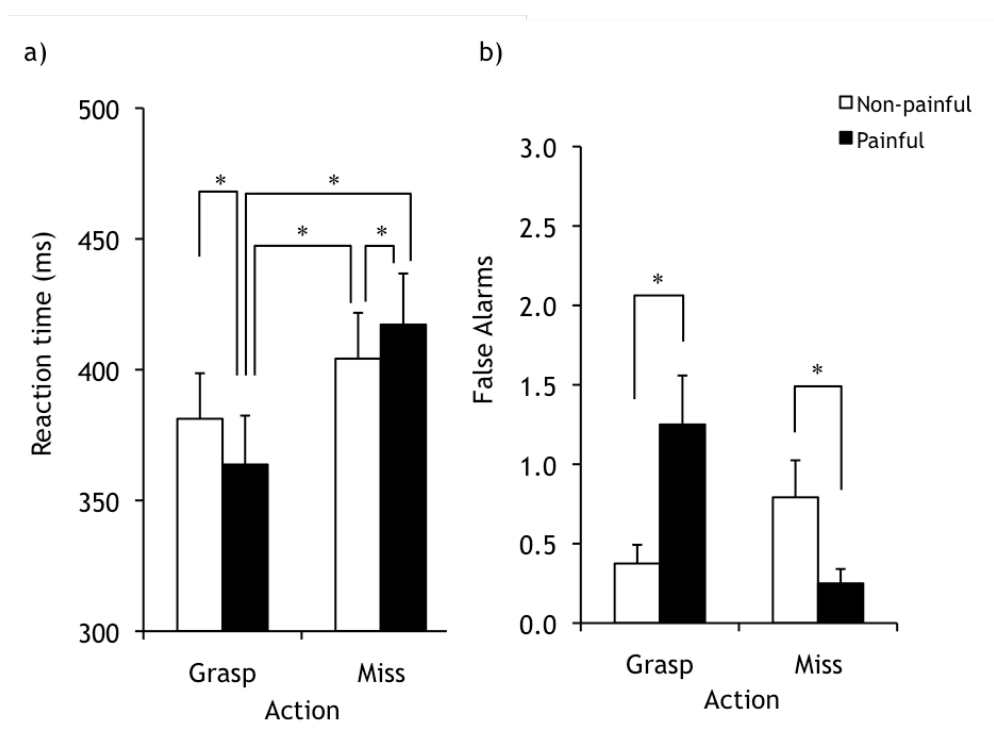 a)
500
450
400
350
300
Reaction time (ms)
* *
* *
Grasp Miss
Action
b)
Non-painful
Painful
3.0
2.5
2.0
1.5
1.0
0.5
0.0
False Alarms
*
*
Grasp Miss
Action